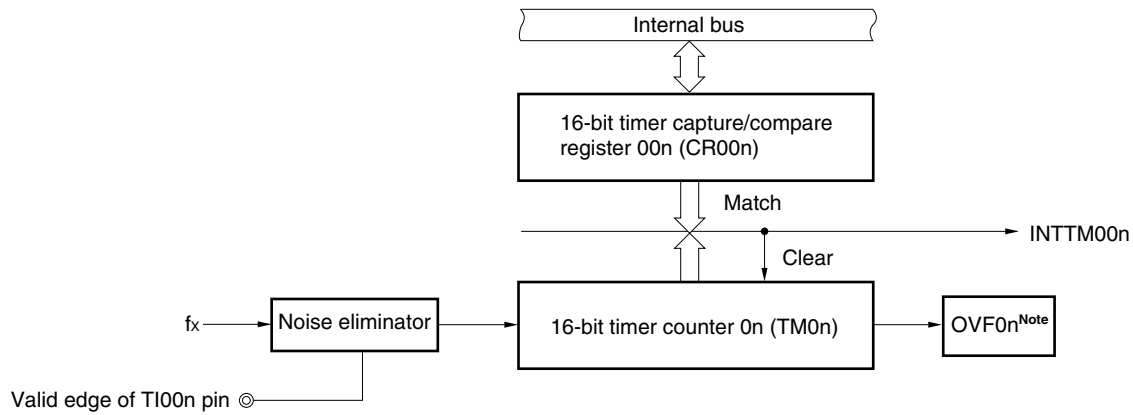 Internal bus
16-bit timer capture/compare
register 00n (CR00n)
Match
INTTM00n
Clear
fx
Noise eliminator
16-bit timer counter 0n (TM0n)
OVF0nNote
Valid edge of TI00n pin